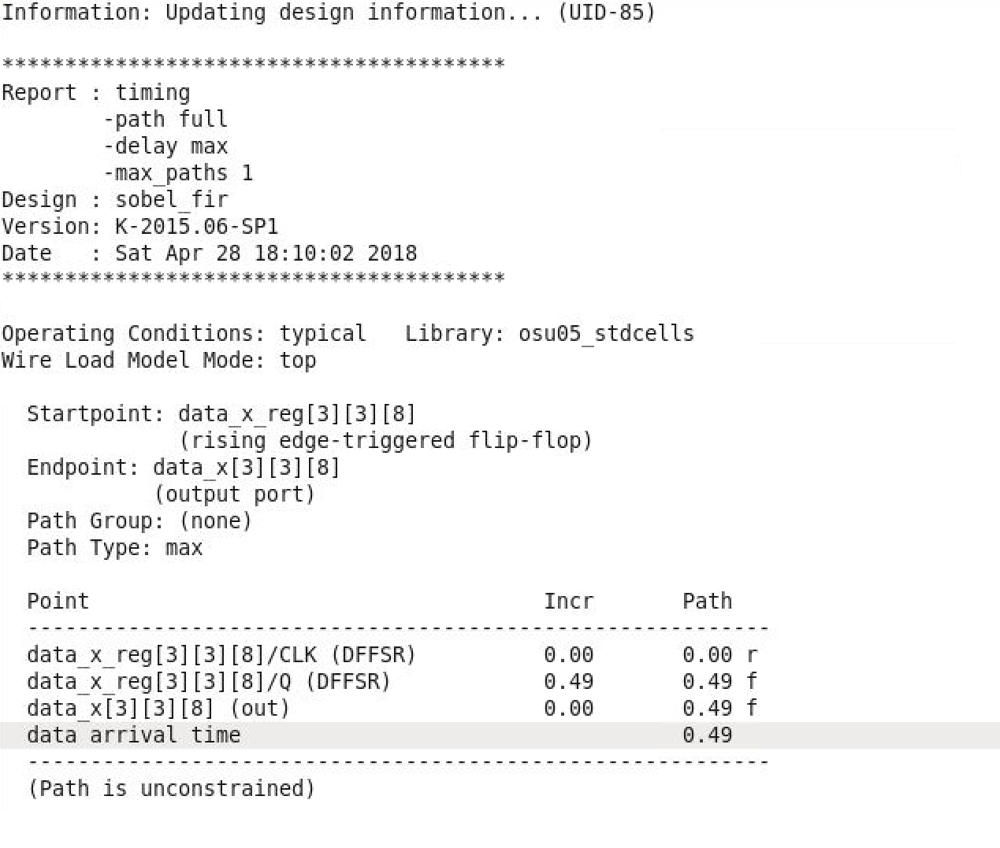 Information: Updating design information... (UID-85)
****************************************
Report : timing
        -path full
        -delay max
        -max_paths 1
Design : sobel_fir
Version: K-2015.06-SP1
Date   : Sat Apr 28 18:10:02 2018
****************************************
Operating Conditions: typical   Library: osu05_stdcells
Wire Load Model Mode: top
  Startpoint: data_x_reg[3][3][8]
              (rising edge-triggered flip-flop)
  Endpoint: data_x[3][3][8]
            (output port)
  Path Group: (none)
  Path Type: max
  Point                                    Incr       Path
  -----------------------------------------------------------
  data_x_reg[3][3][8]/CLK (DFFSR)          0.00       0.00 r
  data_x_reg[3][3][8]/Q (DFFSR)            0.49       0.49 f
  data_x[3][3][8] (out)                    0.00       0.49 f
  data arrival time                                   0.49
  -----------------------------------------------------------
  (Path is unconstrained)